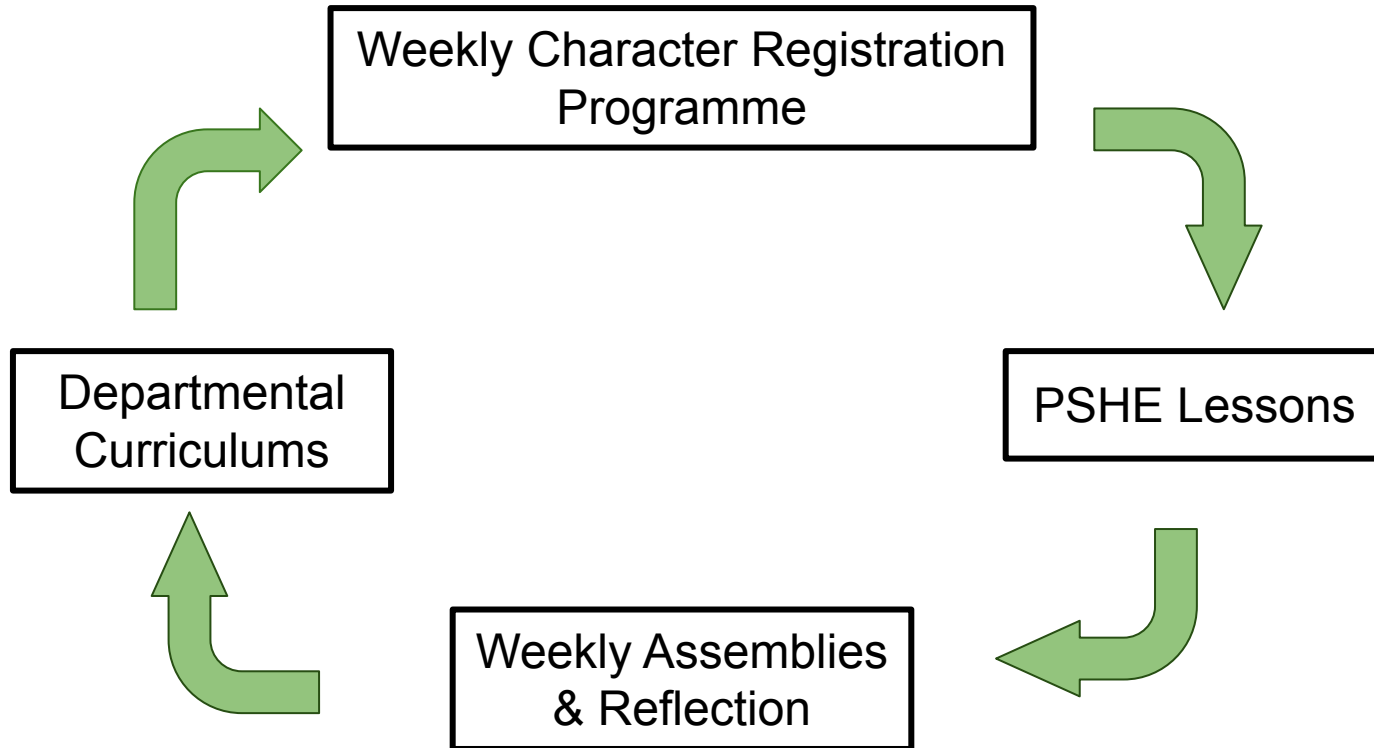 Weekly Character Registration
Programme
Departmental
Curriculums
PSHE Lessons
Weekly Assemblies
& Reflection